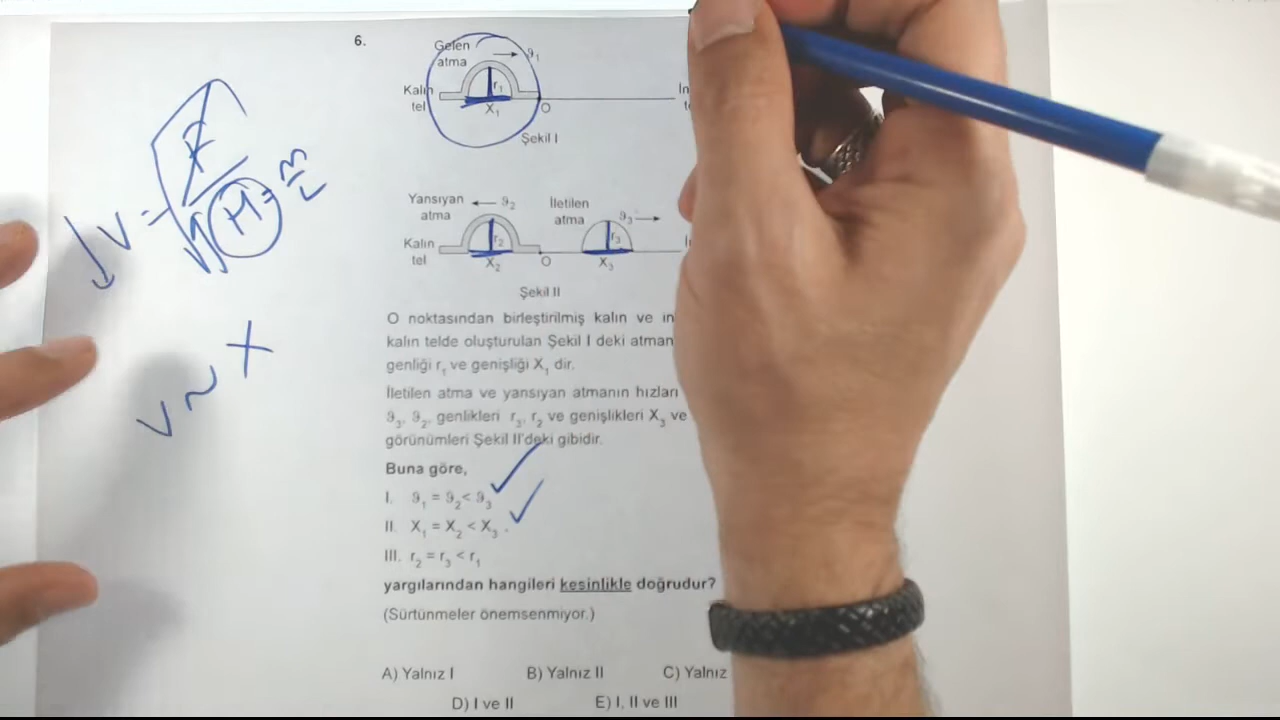 6.
Gelen
atma
ϑ₁
Kalın
tel
r₁
X₁
O
İn
Şekil I
Yansıyan
atma
ϑ₂
İletilen
atma
ϑ₃
Kalın
tel
r₂
X₂
O
r₃
X₃
Şekil II
O noktasından birleştirilmiş kalın ve in
kalın telde oluşturulan Şekil I deki atman
genliği r₁ ve genişliği X₁ dir.
İletilen atma ve yansıyan atmanın hızları
ϑ₃, ϑ₂, genlikleri r₃, r₂ ve genişlikleri X₃ ve
görünümleri Şekil II'deki gibidir.
Buna göre,
I. ϑ₁ = ϑ₂ < ϑ₃
II. X₁ = X₂ < X₃
III. r₂ = r₃ < r₁
yargılarından hangileri kesinlikle doğrudur?
(Sürtünmeler önemsenmiyor.)
A) Yalnız I B) Yalnız II C) Yalnız
D) I ve II E) I, II ve III
↓V = √F/M = m/L
V ~ X